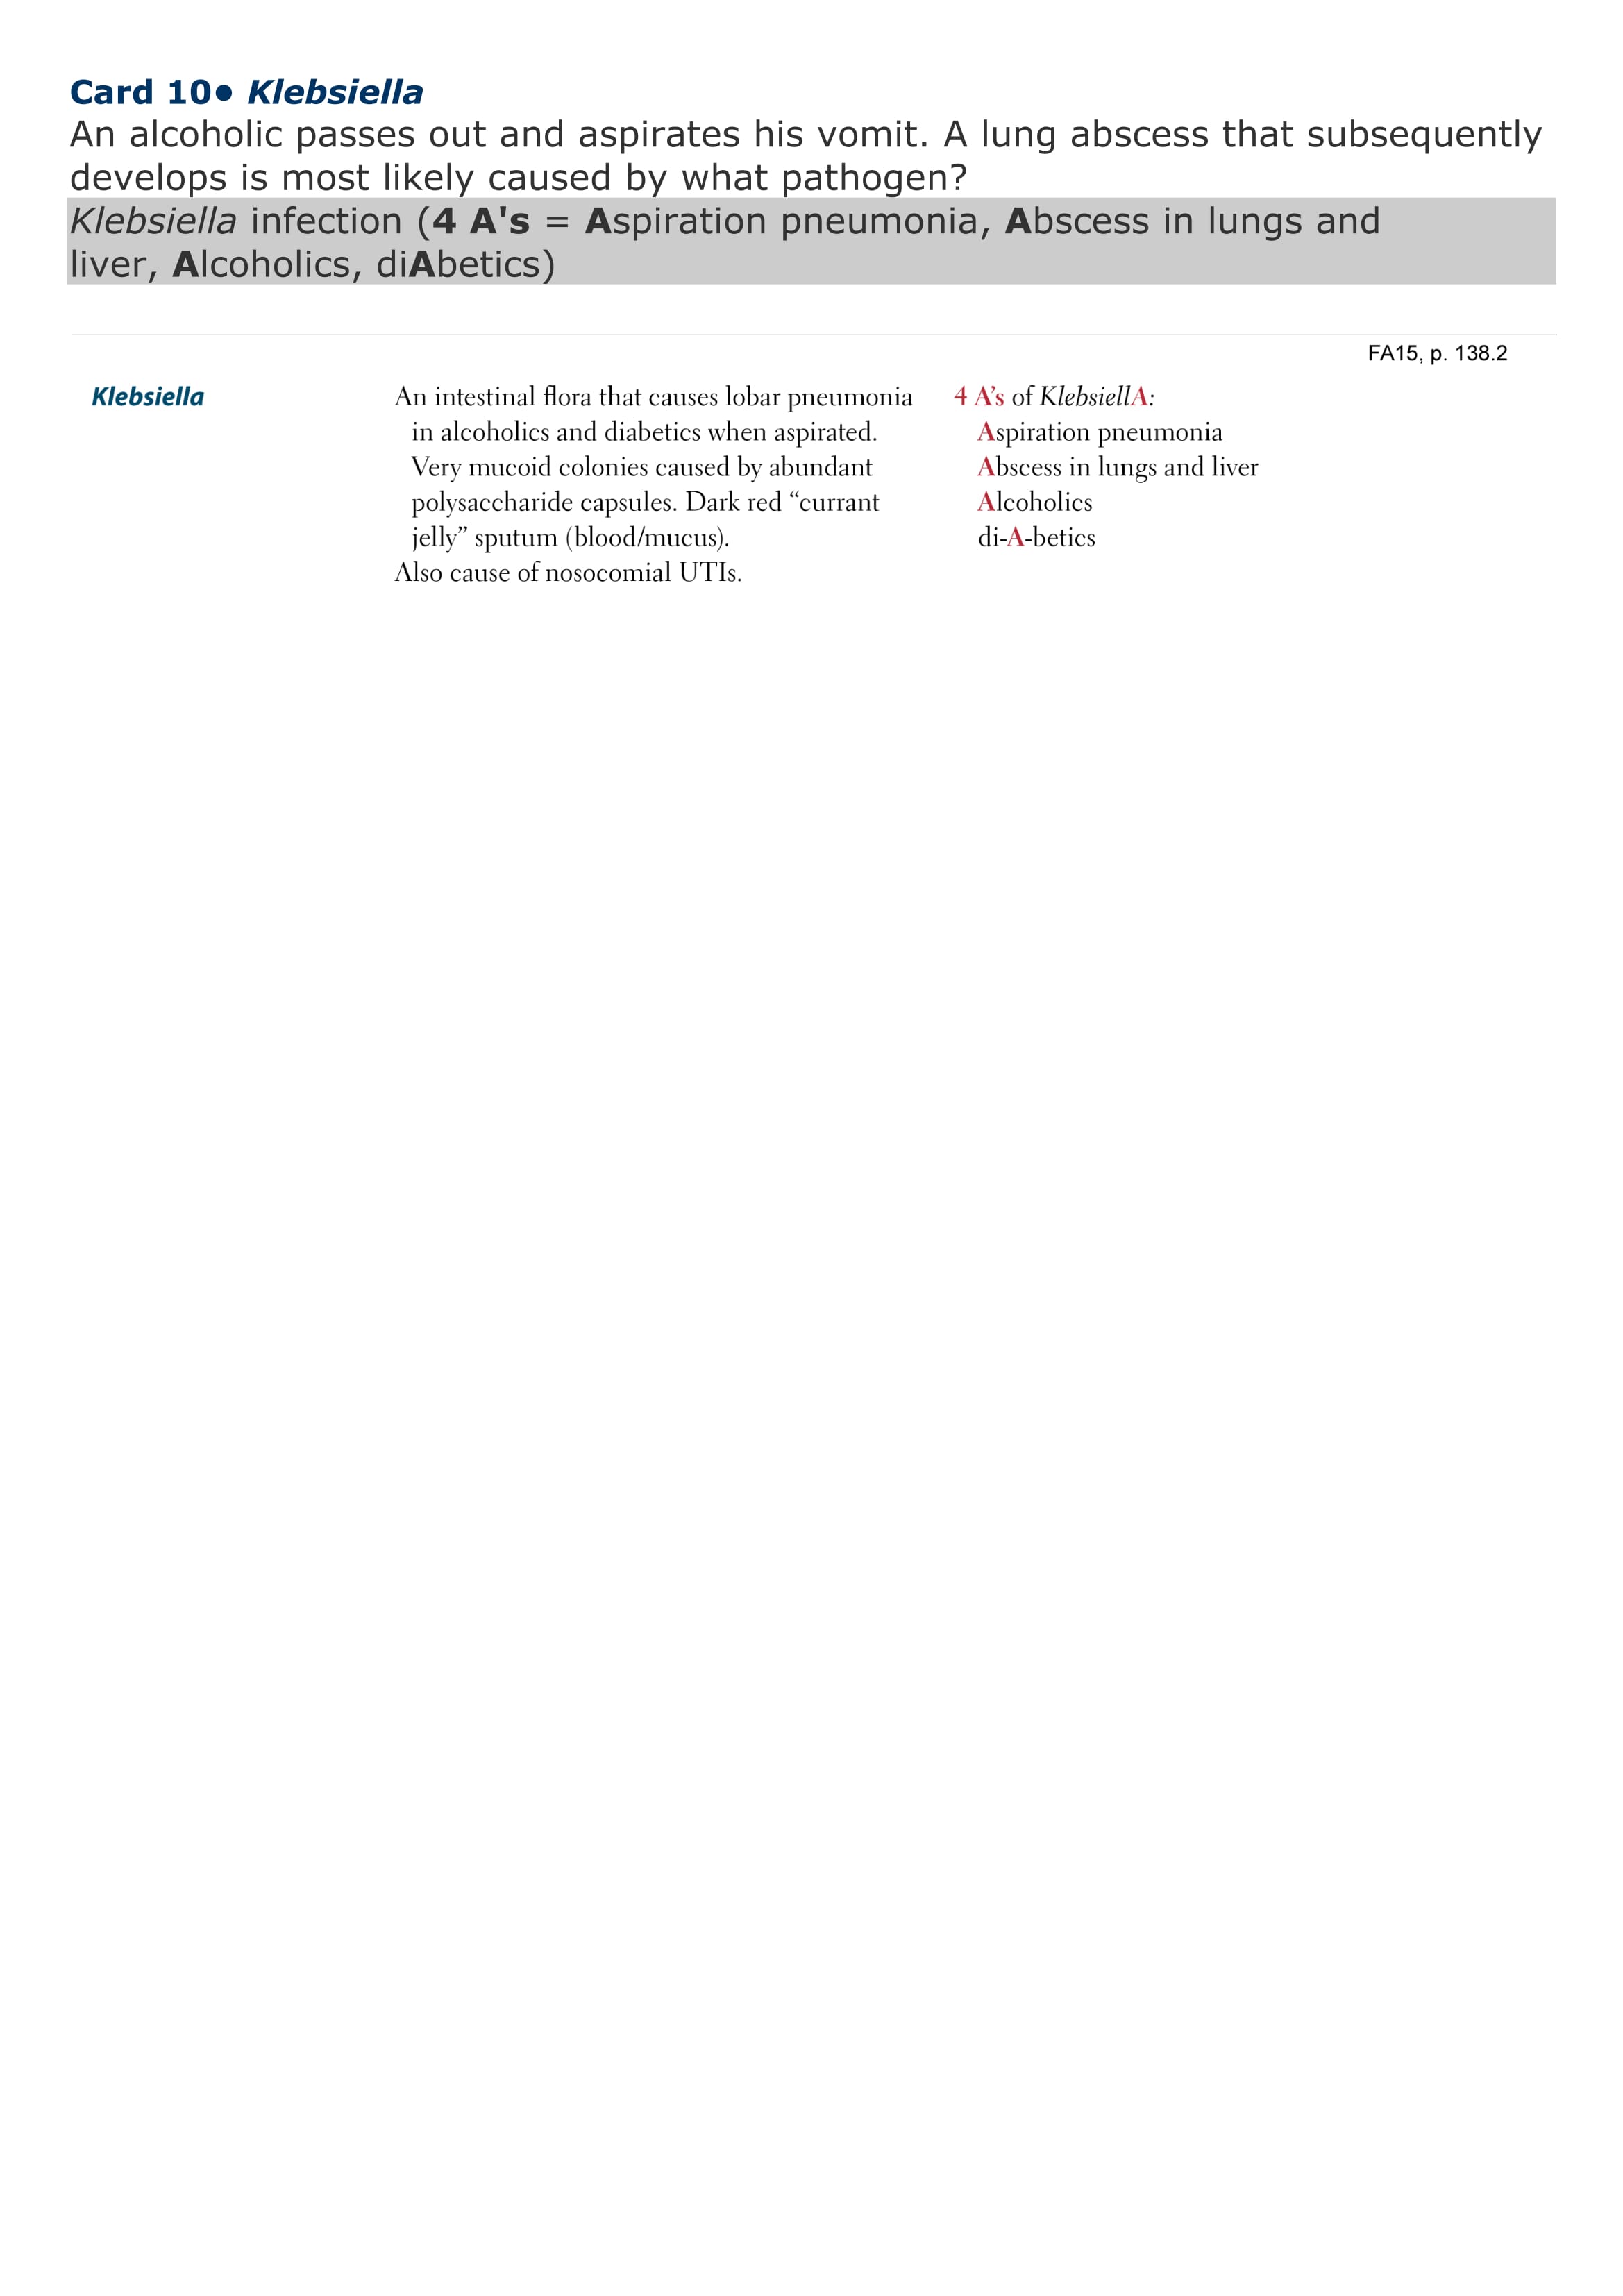 Card 10● Klebsiella
An alcoholic passes out and aspirates his vomit. A lung abscess that subsequently
develops is most likely caused by what pathogen?
Klebsiella infection (4 A's = Aspiration pneumonia, Abscess in lungs and
liver, Alcoholics, diAbetics)
FA15, p. 138.2
Klebsiella
An intestinal flora that causes lobar pneumonia
in alcoholics and diabetics when aspirated.
Very mucoid colonies caused by abundant
polysaccharide capsules. Dark red “currant
jelly” sputum (blood/mucus).
Also cause of nosocomial UTIs.
4 A’s of KlebsiellA:
Aspiration pneumonia
Abscess in lungs and liver
Alcoholics
di-A-betics